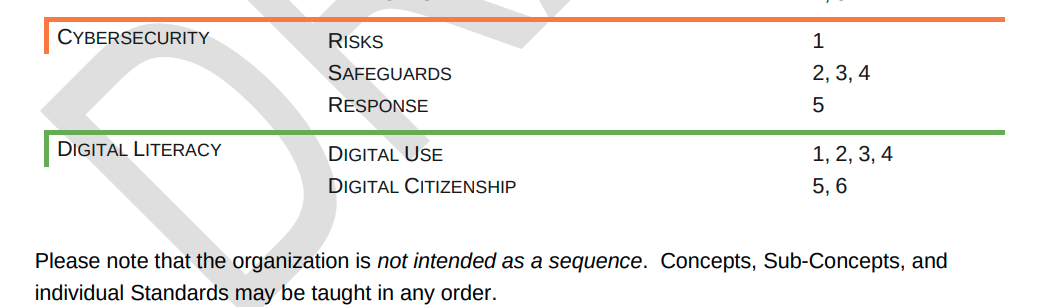 CYBERSECURITY RISKS 1
SAFEGUARDS 2, 3, 4
RESPONSE 5
DIGITAL LITERACY DIGITAL USE 1, 2, 3, 4
DIGITAL CITIZENSHIP 5, 6
Please note that the organization is not intended as a sequence. Concepts, Sub-Concepts, and
individual Standards may be taught in any order.